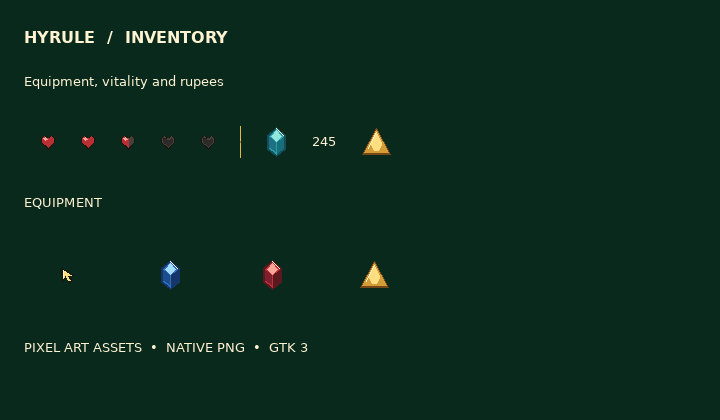 HYRULE / INVENTORY
Equipment, vitality and rupees
245
EQUIPMENT
PIXEL ART ASSETS • NATIVE PNG • GTK 3